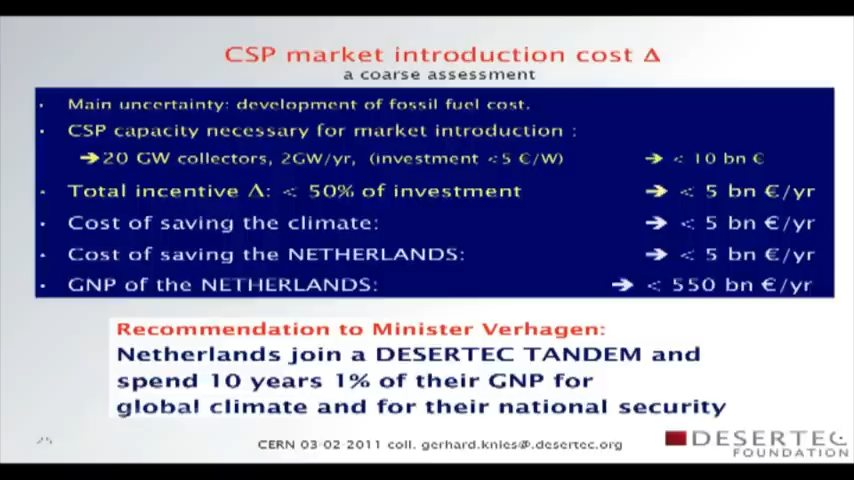 CSP market introduction cost Δ
a coarse assessment
· Main uncertainty: development of fossil fuel cost.
· CSP capacity necessary for market introduction :
➔20 GW collectors, 2GW/yr, (investment <5 €/W) ➔ < 10 bn €
· Total incentive Δ: < 50% of investment ➔ < 5 bn €/yr
· Cost of saving the climate: ➔ < 5 bn €/yr
· Cost of saving the NETHERLANDS: ➔ < 5 bn €/yr
· GNP of the NETHERLANDS: ➔ < 550 bn €/yr
Recommendation to Minister Verhagen:
Netherlands join a DESERTEC TANDEM and
spend 10 years 1% of their GNP for
global climate and for their national security
CERN 03-02 2011 coll. gerhard.knies@.desertec.org
DESERTEC
FOUNDATION